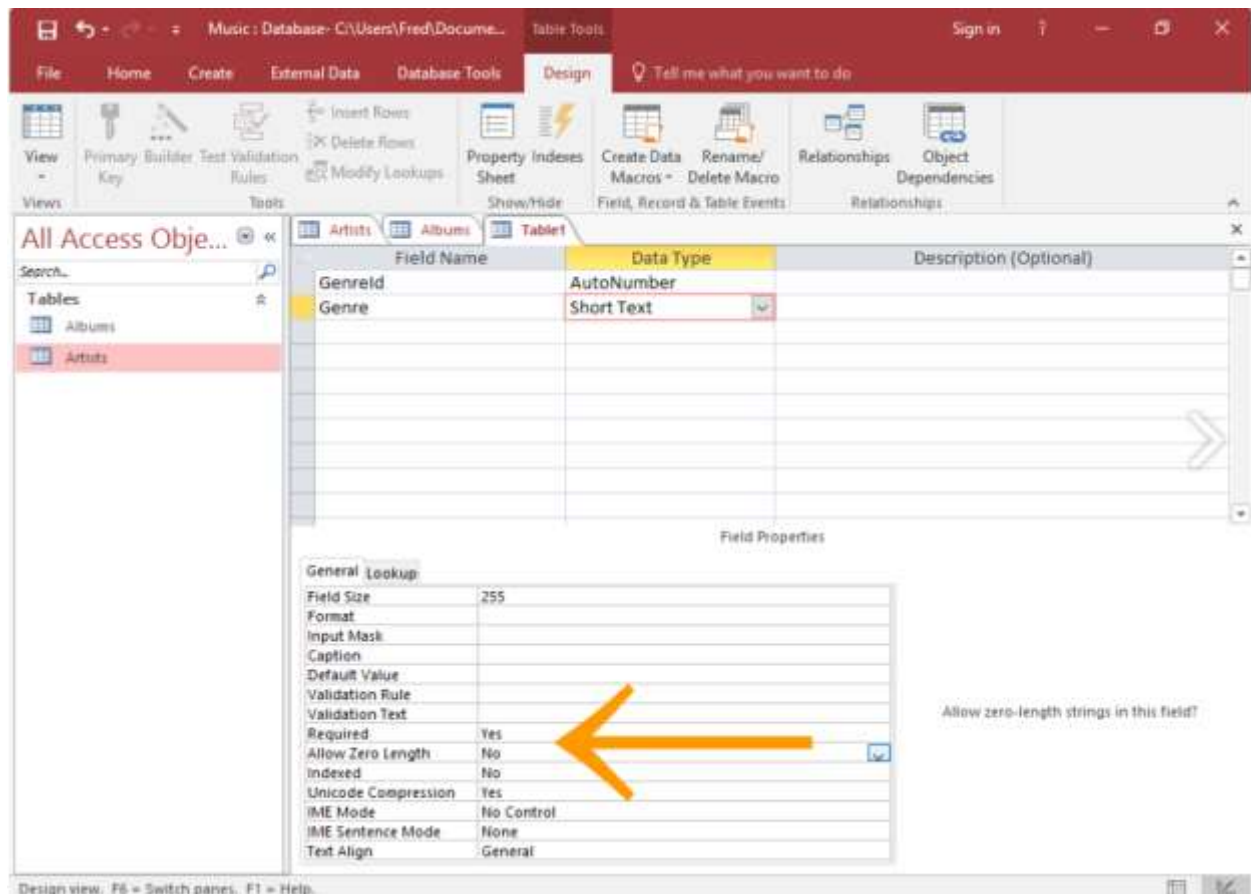 Music : Database- C:\Users\Fred\Docume...
Table Tools
Sign in
?
File
Home
Create
External Data
Database Tools
Design
Tell me what you want to do
View
Primary Key
Builder
Test Validation Rules
Insert Rows
Delete Rows
Modify Lookups
Property Sheet
Indexes
Create Data Macros
Rename/ Delete Macro
Relationships
Object Dependencies
Views
Tools
Show/Hide
Field, Record & Table Events
Relationships
All Access Obje...
Search...
Tables
Albums
Artists
Artists
Albums
Table1
Field Name
Data Type
Description (Optional)
GenreId
AutoNumber
Genre
Short Text
Field Properties
General
Lookup
Field Size 255
Format
Input Mask
Caption
Default Value
Validation Rule
Validation Text
Required Yes
Allow Zero Length No
Indexed No
Unicode Compression Yes
IME Mode No Control
IME Sentence Mode None
Text Align General
Allow zero-length strings in this field?
Design view. F6 = Switch panes. F1 = Help.